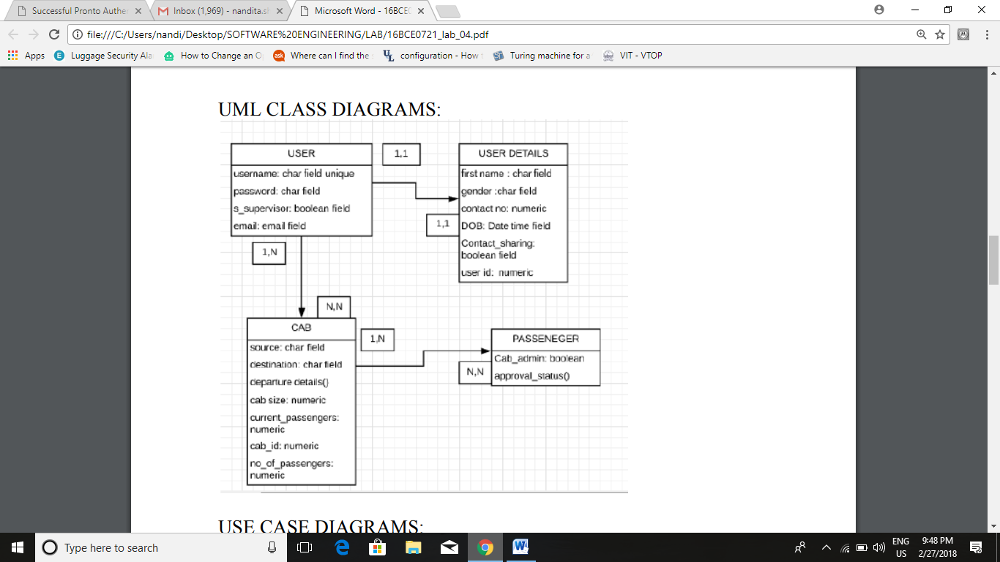 Successful Pronto Auther
Inbox (1,969) - nandita.s
Microsoft Word - 16BCE
file:///C:/Users/nandi/Desktop/SOFTWARE%20ENGINEERING/LAB/16BCE0721_lab_04.pdf
Apps
Luggage Security Ala
How to Change an O
ask
Where can I find the
UL
configuration - How t
Turing machine for a
VIT - VTOP
UML CLASS DIAGRAMS:
USER
username: char field unique
password: char field
s_supervisor: boolean field
email: email field
1,1
USER DETAILS
first name : char field
gender :char field
contact no: numeric
DOB: Date time field
Contact_sharing:
boolean field
user id: numeric
1,1
1,N
N,N
CAB
source: char field
destination: char field
departure details()
cab size: numeric
current_passengers:
numeric
cab_id: numeric
no_of_passengers:
numeric
1,N
PASSENEGER
Cab_admin: boolean
approval_status()
N,N
USE CASE DIAGRAMS:
Type here to search
ENG
US
9:48 PM
2/27/2018